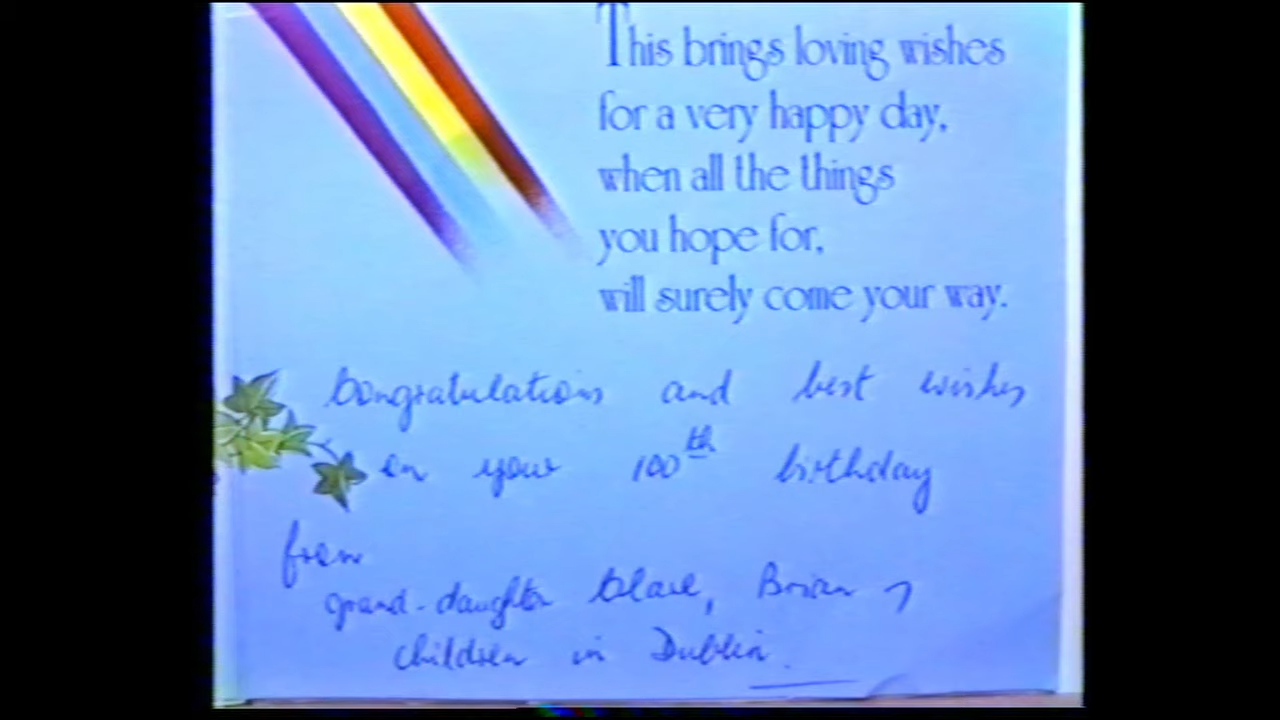 This brings loving wishes
for a very happy day,
when all the things
you hope for,
will surely come your way.
Congratulations and best wishes
on your 100th birthday
from
grand-daughter Clare, Brian
children in Dublin.